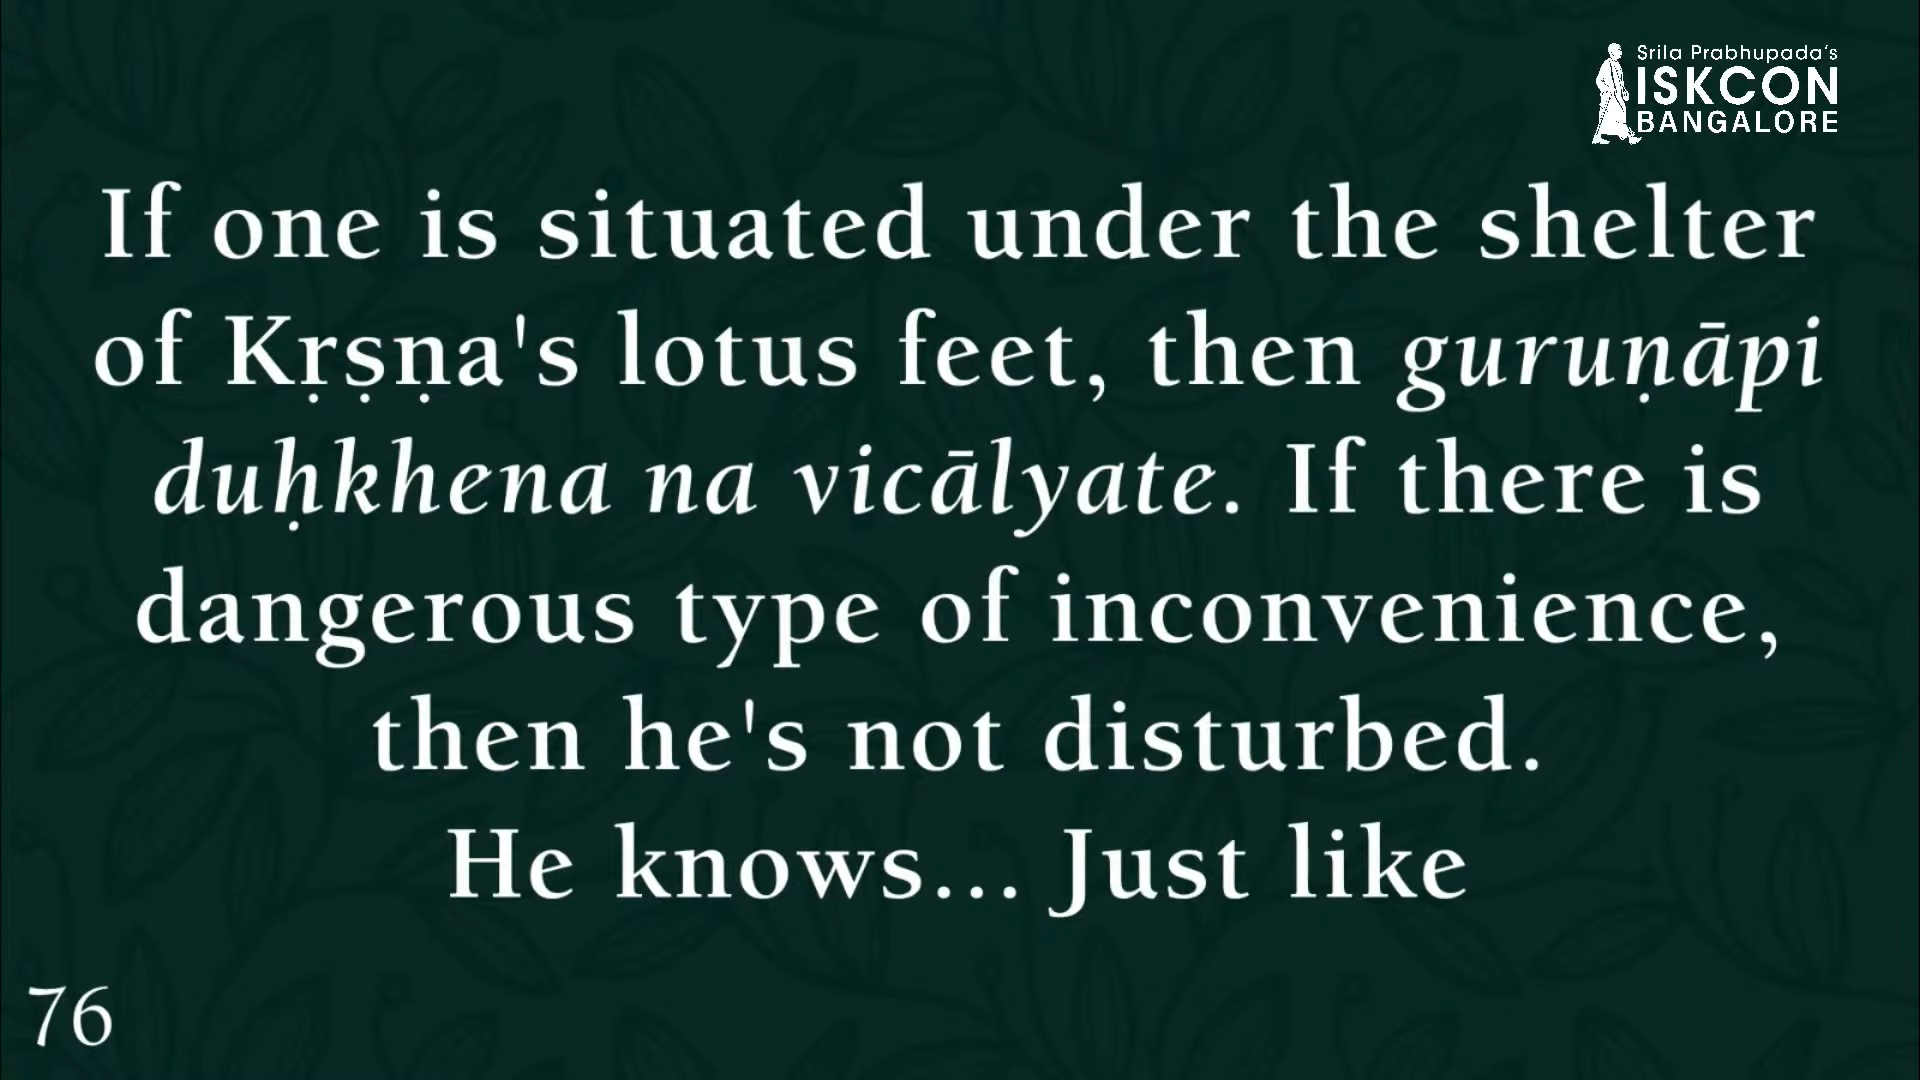 Srila Prabhupada's
ISKCON
BANGALORE
If one is situated under the shelter
of Kṛṣṇa's lotus feet, then guruṇāpi
duḥkhena na vicālyate. If there is
dangerous type of inconvenience,
then he's not disturbed.
He knows... Just like
76